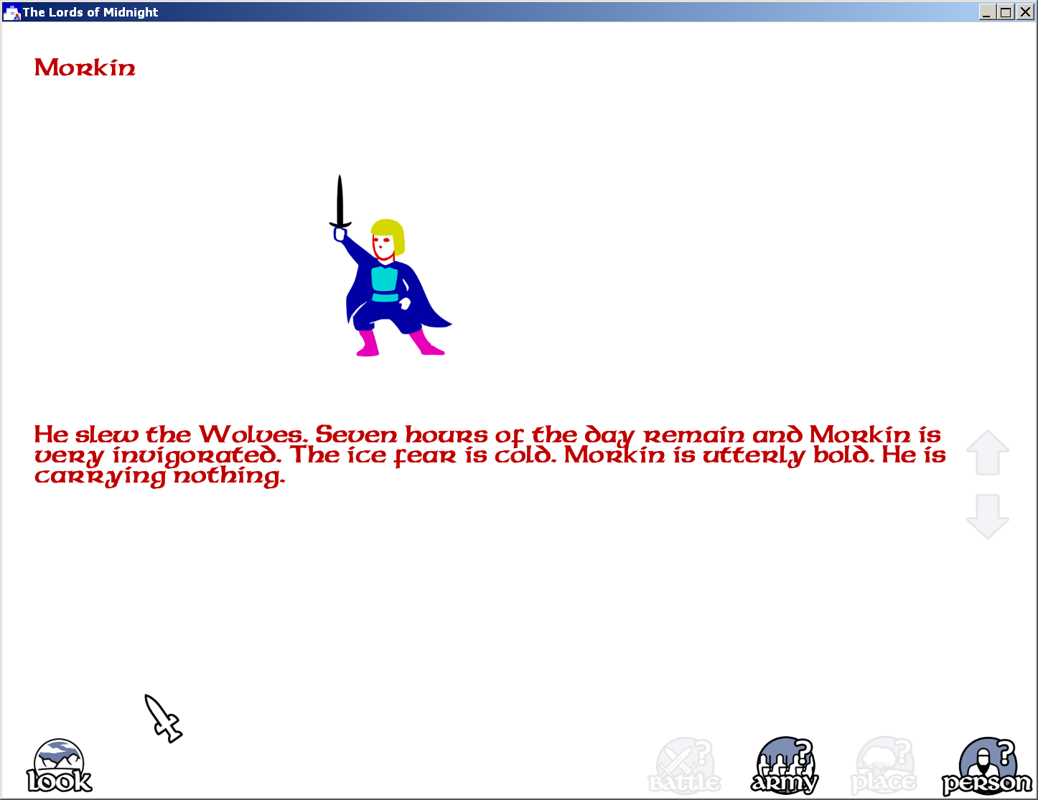 The Lords of Midnight
Morkin
He slew the Wolves. Seven hours of the day remain and Morkin is
very invigorated. The ice fear is cold. Morkin is utterly bold. He is
carrying nothing.
look
BATTLE
ARMY
place
person